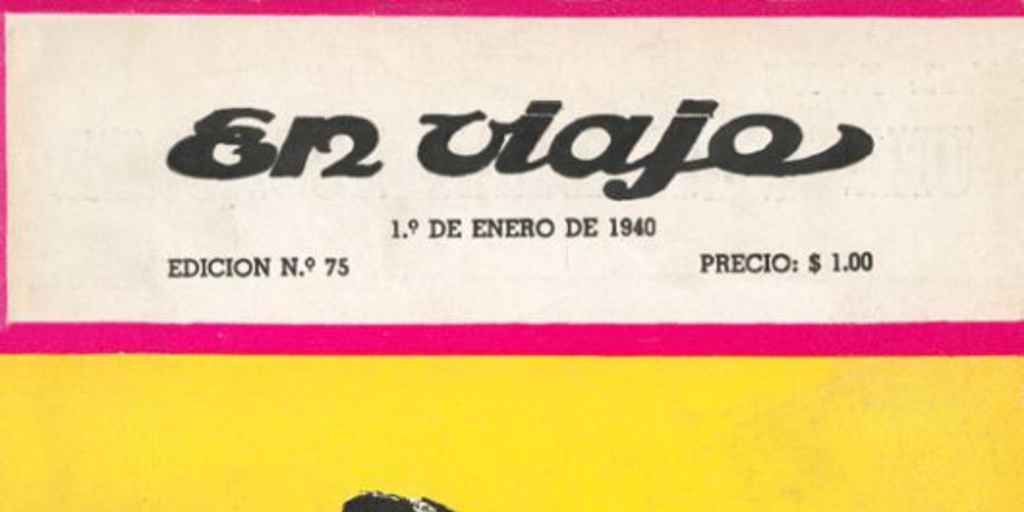 En viaje
1.º DE ENERO DE 1940
EDICION N.º 75
PRECIO: $ 1.00